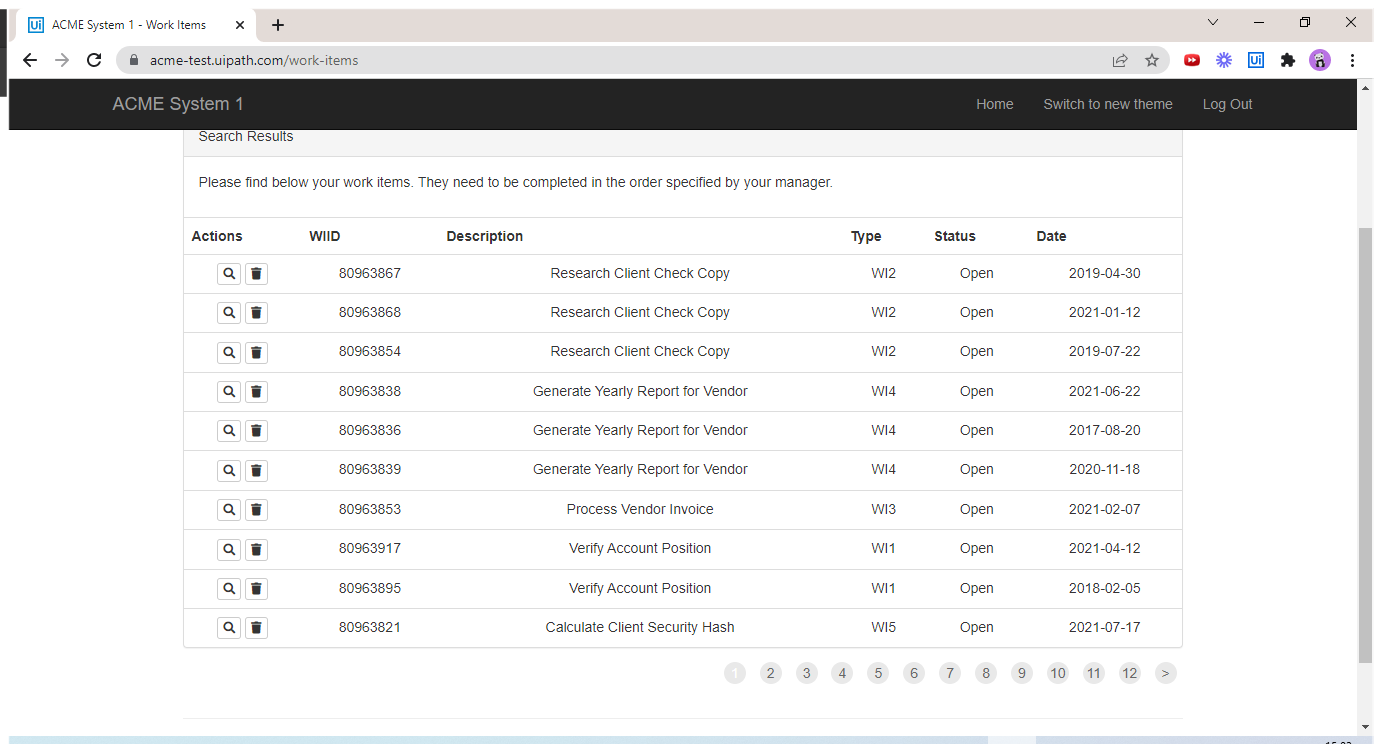 Ui ACME System 1 - Work Items
acme-test.uipath.com/work-items
Ui
ACME System 1 Home Switch to new theme Log Out
Search Results
Please find below your work items. They need to be completed in the order specified by your manager.
Actions WIID Description Type Status Date
80963867 Research Client Check Copy WI2 Open 2019-04-30
80963868 Research Client Check Copy WI2 Open 2021-01-12
80963854 Research Client Check Copy WI2 Open 2019-07-22
80963838 Generate Yearly Report for Vendor WI4 Open 2021-06-22
80963836 Generate Yearly Report for Vendor WI4 Open 2017-08-20
80963839 Generate Yearly Report for Vendor WI4 Open 2020-11-18
80963853 Process Vendor Invoice WI3 Open 2021-02-07
80963917 Verify Account Position WI1 Open 2021-04-12
80963895 Verify Account Position WI1 Open 2018-02-05
80963821 Calculate Client Security Hash WI5 Open 2021-07-17
1 2 3 4 5 6 7 8 9 10 11 12 >